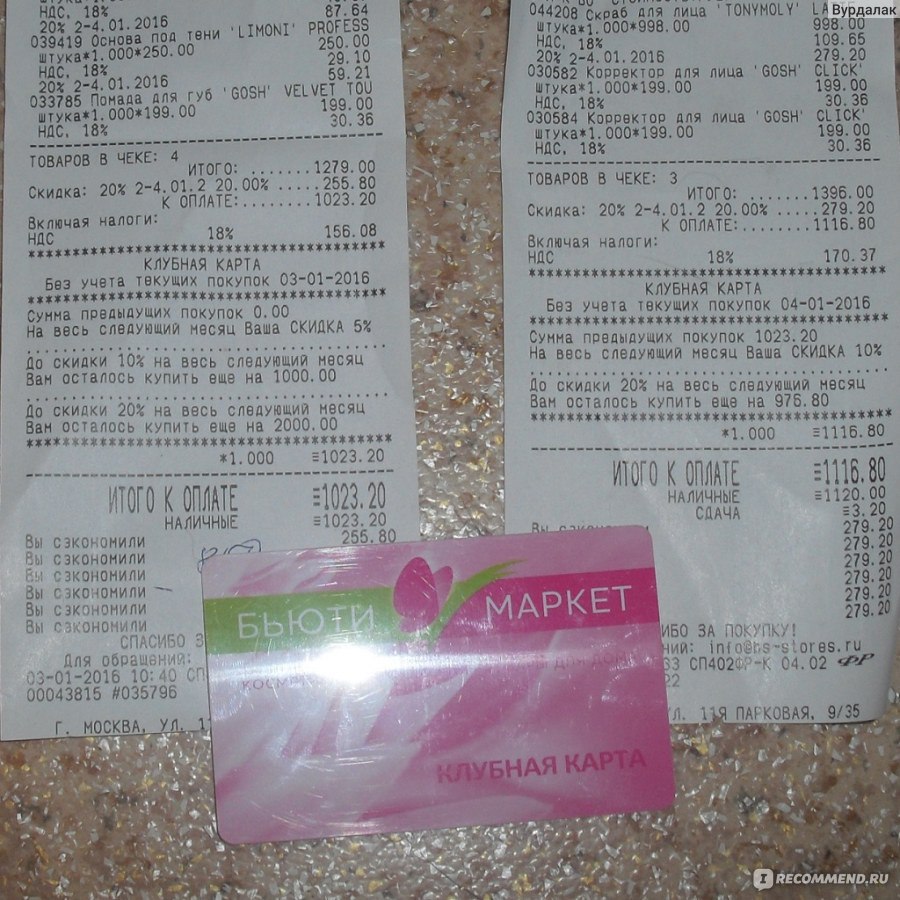 НДС, 18% 87.84
20% 2-4.01.2016
039419 Основа под тени 'LIMONI' PROFESS
штука*1.000*250.00 250.00
НДС, 18% 29.10
20% 2-4.01.2016 59.21
033785 Помада для губ 'GOSH' VELVET TOU
штука*1.000*199.00 199.00
НДС, 18% 30.36
ТОВАРОВ В ЧЕКЕ: 4
ИТОГО: .......1279.00
Скидка: 20% 2-4.01.2 20.00% .....255.80
К ОПЛАТЕ:........1023.20
Включая налоги:
НДС 18% 156.08
****************************************
КЛУБНАЯ КАРТА
Без учета текущих покупок 03-01-2016
****************************************
Сумма предыдущих покупок 0.00
На весь следующий месяц Ваша СКИДКА 5%
До скидки 10% на весь следующий месяц
Вам осталось купить еще на 1000.00
До скидки 20% на весь следующий месяц
Вам осталось купить еще на 2000.00
****************************************
*1.000 ≡1023.20
ИТОГО К ОПЛАТЕ ≡1023.20
НАЛИЧНЫЕ ≡1023.20
Вы сэкономили 255.80
Вы сэкономили
Вы сэкономили
Вы сэкономили
Вы сэкономили
Вы сэкономили
СПАСИБО З
Для обращений:
03-01-2016 10:40 СП
00043815 #035796
Г. МОСКВА, УЛ. 11
Вурдалак
044208 Скраб для лица 'TONYMOLY'
штука*1.000*998.00 998.00
НДС, 18% 109.65
20% 2-4.01.2016 279.20
030582 Корректор для лица 'GOSH' CLICK'
штука*1.000*199.00 199.00
НДС, 18% 30.36
030584 Корректор для лица 'GOSH' CLICK'
штука*1.000*199.00 199.00
НДС, 18% 30.36
ТОВАРОВ В ЧЕКЕ: 3
ИТОГО: .......1396.00
Скидка: 20% 2-4.01.2 20.00% .....279.20
К ОПЛАТЕ:........1116.80
Включая налоги:
НДС 18% 170.37
****************************************
КЛУБНАЯ КАРТА
Без учета текущих покупок 04-01-2016
****************************************
Сумма предыдущих покупок 1023.20
На весь следующий месяц Ваша СКИДКА 10%
До скидки 20% на весь следующий месяц
Вам осталось купить еще на 976.80
****************************************
*1.000 ≡1116.80
ИТОГО К ОПЛАТЕ ≡1116.80
НАЛИЧНЫЕ ≡1120.00
СДАЧА ≡3.20
Вы сэкономили 279.20
279.20
279.20
279.20
279.20
279.20
ИБО ЗА ПОКУПКУ!
ний: info@bs-stores.ru
33 СП402ФР-К 04.02 ФР
22
УЛ. 11Я ПАРКОВАЯ, 9/35
БЬЮТИ МАРКЕТ
КЛУБНАЯ КАРТА
IRECOMMEND.RU